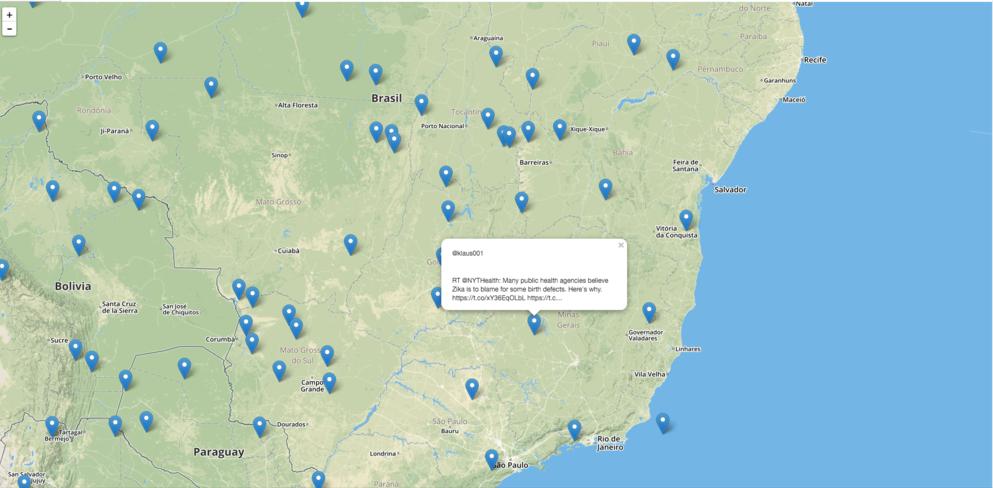 +
−
do Norte
Natal
Araguaína
Piauí
Paraíba
Recife
Porto Velho
Pernambuco
Garanhuns
Brasil
Maceió
Alta Floresta
Rondônia
Tocantins
Ji-Paraná
Porto Nacional
Xique-Xique
Sinop
Bahia
Barreiras
Feira de
Santana
Salvador
Mato Grosso
Vitória
da Conquista
Cuiabá
×
@klaus001
RT @NYTHealth: Many public health agencies believe
Zika is to blame for some birth defects. Here's why.
https://t.co/xY36EqOLbL https://t.c...
Bolivia
Santa Cruz
de la Sierra
San José
de Chiquitos
Minas
Gerais
Governador
Valadares
Sucre
Corumbá
Linhares
Mato Grosso
do Sul
Campo
Grande
Vila Velha
São Paulo
Bauru
Dourados
Tartagal
Bermejo
Rio de
Janeiro
Paraguay
Londrina
São Paulo
San Salvador
Jujuy
Paraná